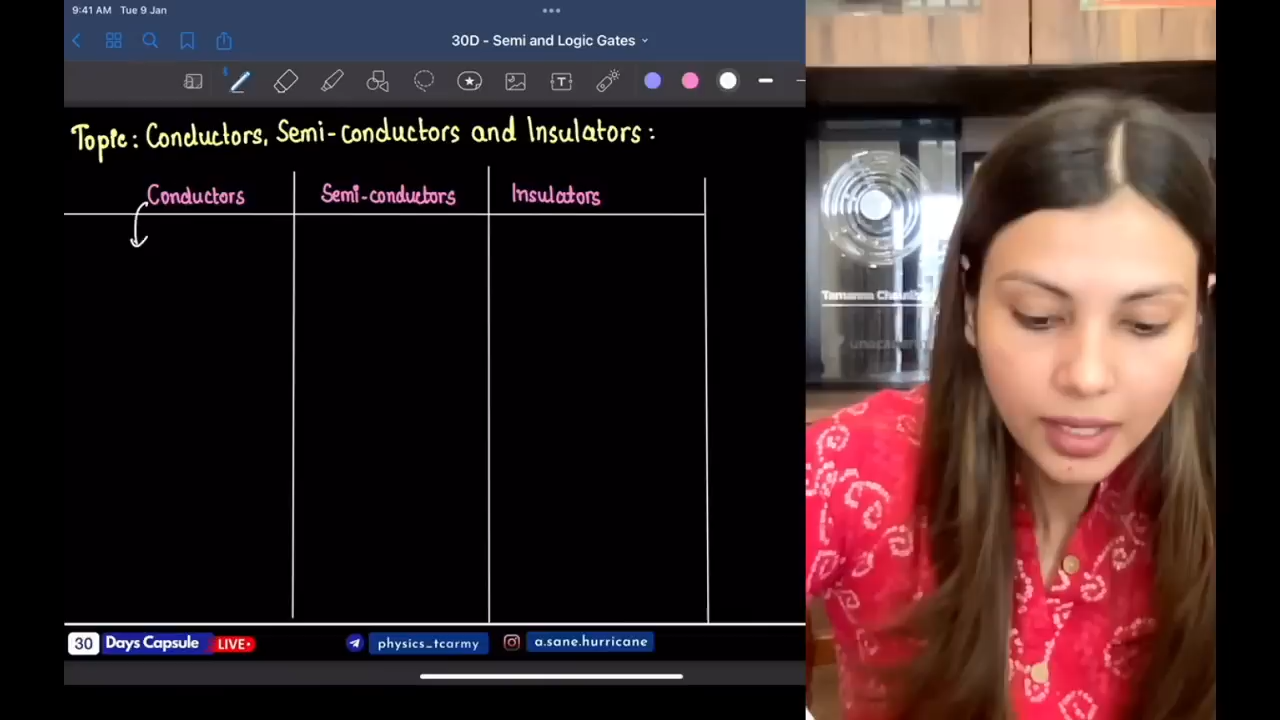 9:41 AM Tue 9 Jan
30D - Semi and Logic Gates
T
Topic: Conductors, Semi-conductors and Insulators:
Conductors Semi-conductors Insulators
Tamanna
30 Days Capsule LIVE
physics_tcarmy
a.sane.hurricane